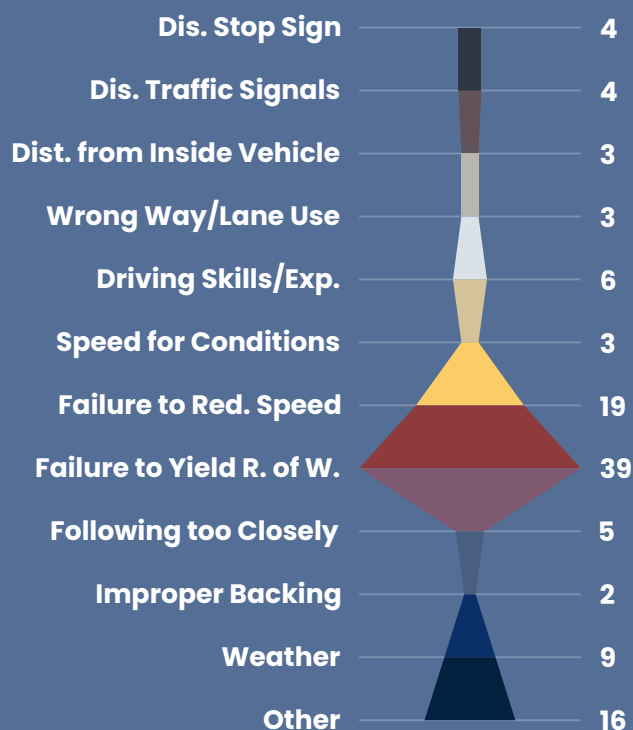 Dis. Stop Sign 4
Dis. Traffic Signals 4
Dist. from Inside Vehicle 3
Wrong Way/Lane Use 3
Driving Skills/Exp. 6
Speed for Conditions 3
Failure to Red. Speed 19
Failure to Yield R. of W. 39
Following too Closely 5
Improper Backing 2
Weather 9
Other 16